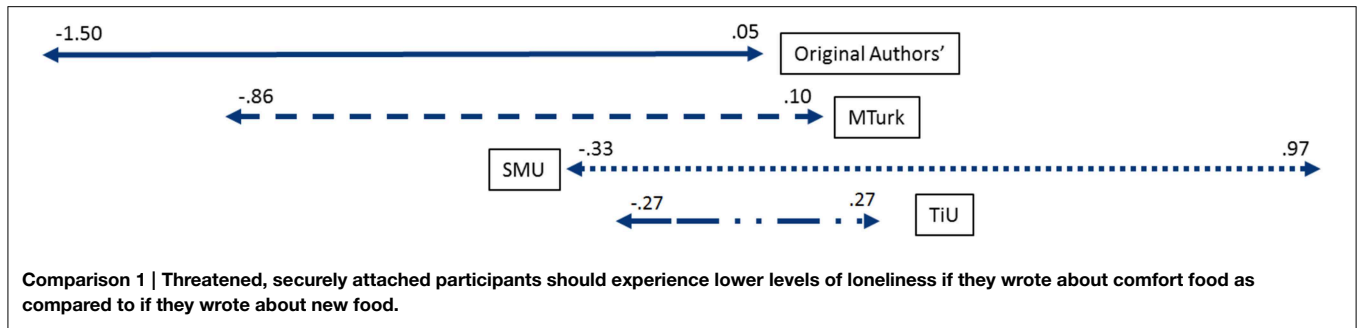 -1.50 .05 Original Authors'
-.86 .10 MTurk
SMU -.33 .97
-.27 .27 TiU
Comparison 1 | Threatened, securely attached participants should experience lower levels of loneliness if they wrote about comfort food as
compared to if they wrote about new food.